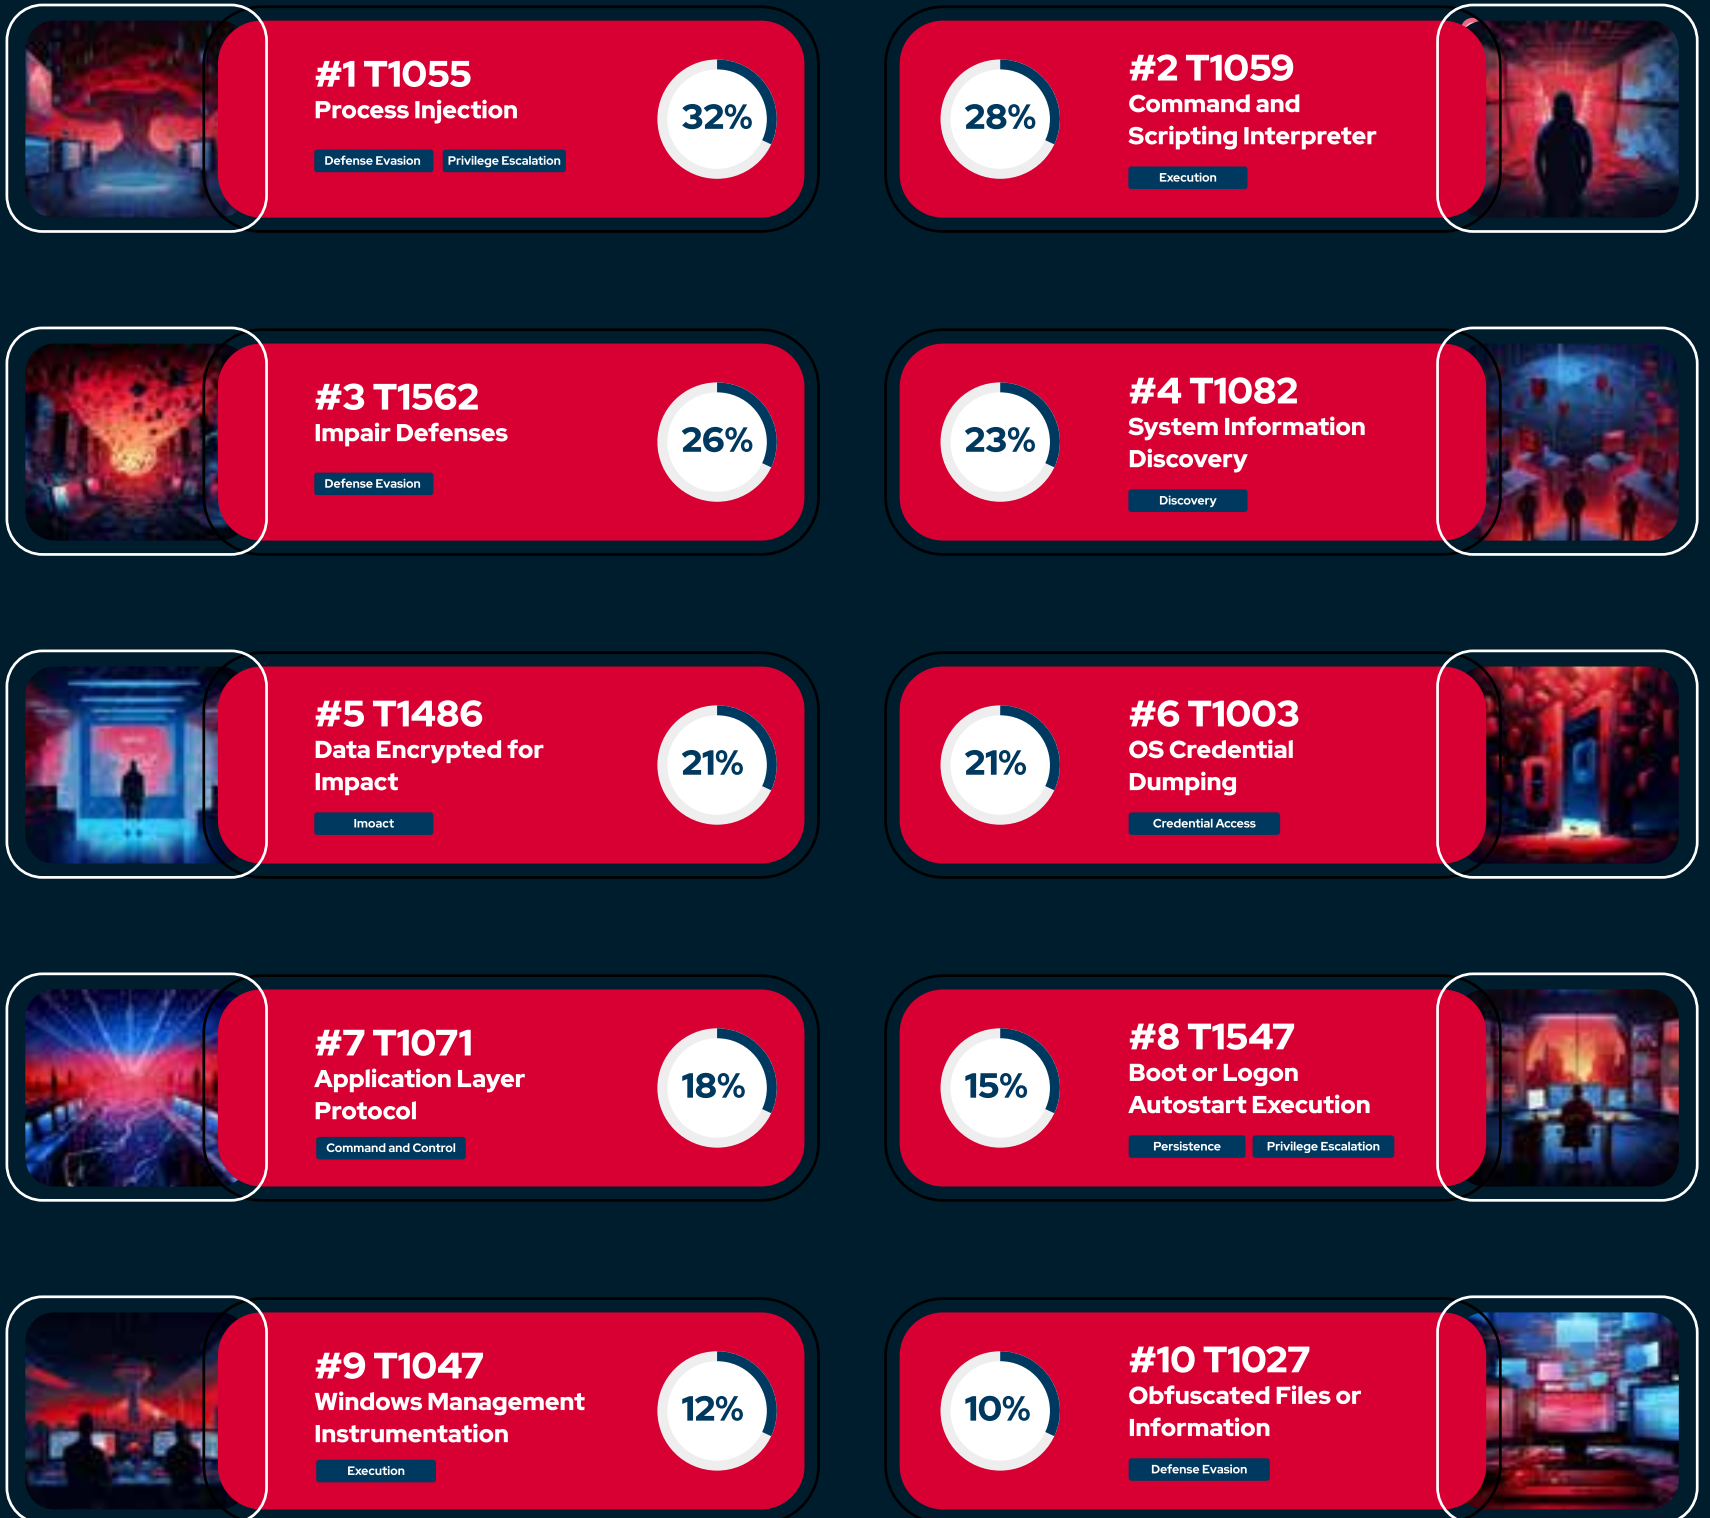 #1 T1055
Process Injection
Defense Evasion
Privilege Escalation
32%
28%
#2 T1059
Command and
Scripting Interpreter
Execution
#3 T1562
Impair Defenses
Defense Evasion
26%
23%
#4 T1082
System Information
Discovery
Discovery
#5 T1486
Data Encrypted for
Impact
Imoact
21%
21%
#6 T1003
OS Credential
Dumping
Credential Access
#7 T1071
Application Layer
Protocol
Command and Control
18%
15%
#8 T1547
Boot or Logon
Autostart Execution
Persistence
Privilege Escalation
#9 T1047
Windows Management
Instrumentation
Execution
12%
10%
#10 T1027
Obfuscated Files or
Information
Defense Evasion